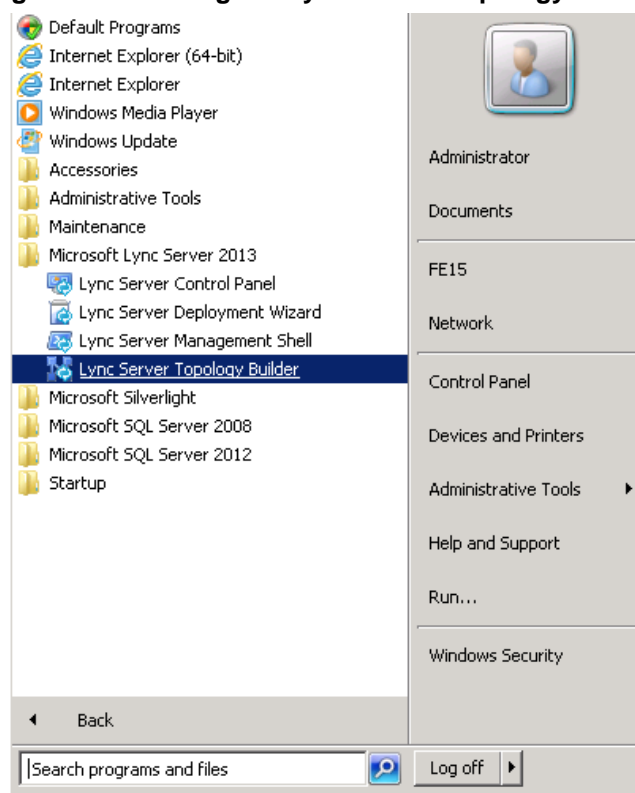 Default Programs
Internet Explorer (64-bit)
Internet Explorer
Windows Media Player
Windows Update
Accessories
Administrative Tools
Maintenance
Microsoft Lync Server 2013
Lync Server Control Panel
Lync Server Deployment Wizard
Lync Server Management Shell
Lync Server Topology Builder
Microsoft Silverlight
Microsoft SQL Server 2008
Microsoft SQL Server 2012
Startup
Back
Search programs and files
Administrator
Documents
FE15
Network
Control Panel
Devices and Printers
Administrative Tools
Help and Support
Run...
Windows Security
Log off